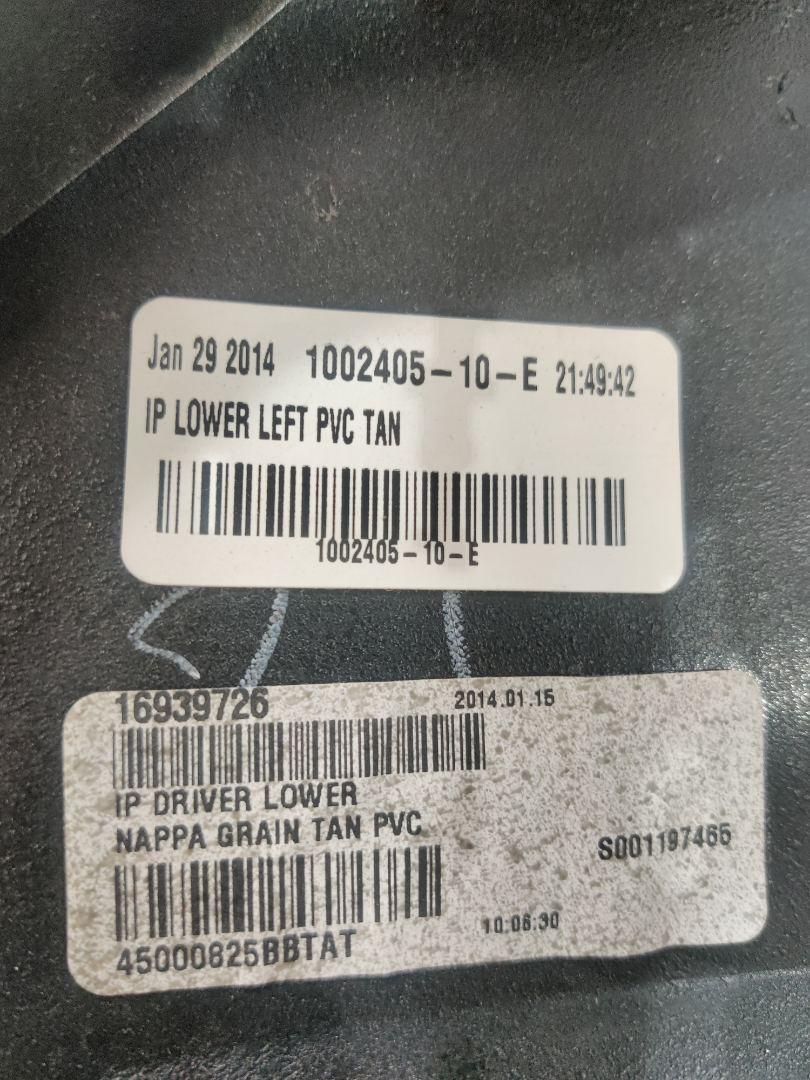 Jan 29 2014 1002405-10-E 21:49:42
IP LOWER LEFT PVC TAN
1002405-10-E
16939726 2014.01.15
IP DRIVER LOWER
NAPPA GRAIN TAN PVC
S001197465
10:06:30
45000825BBTAT